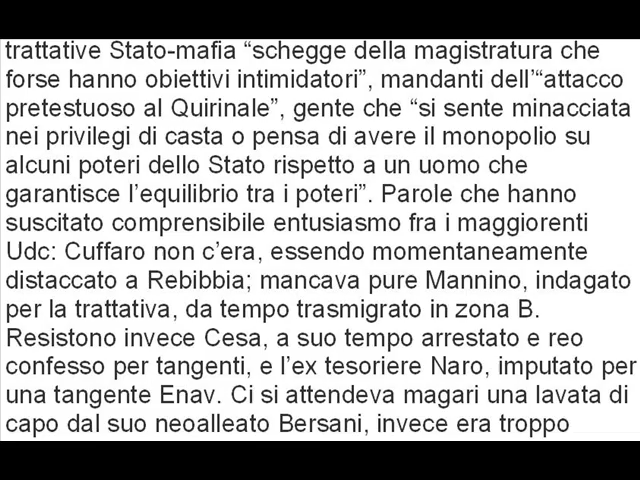 trattative Stato-mafia “schegge della magistratura che
forse hanno obiettivi intimidatori”, mandanti dell’“attacco
pretestuoso al Quirinale”, gente che “si sente minacciata
nei privilegi di casta o pensa di avere il monopolio su
alcuni poteri dello Stato rispetto a un uomo che
garantisce l’equilibrio tra i poteri”. Parole che hanno
suscitato comprensibile entusiasmo fra i maggiorenti
Udc: Cuffaro non c’era, essendo momentaneamente
distaccato a Rebibbia; mancava pure Mannino, indagato
per la trattativa, da tempo trasmigrato in zona B.
Resistono invece Cesa, a suo tempo arrestato e reo
confesso per tangenti, e l’ex tesoriere Naro, imputato per
una tangente Enav. Ci si attendeva magari una lavata di
capo dal suo neoalleato Bersani, invece era troppo